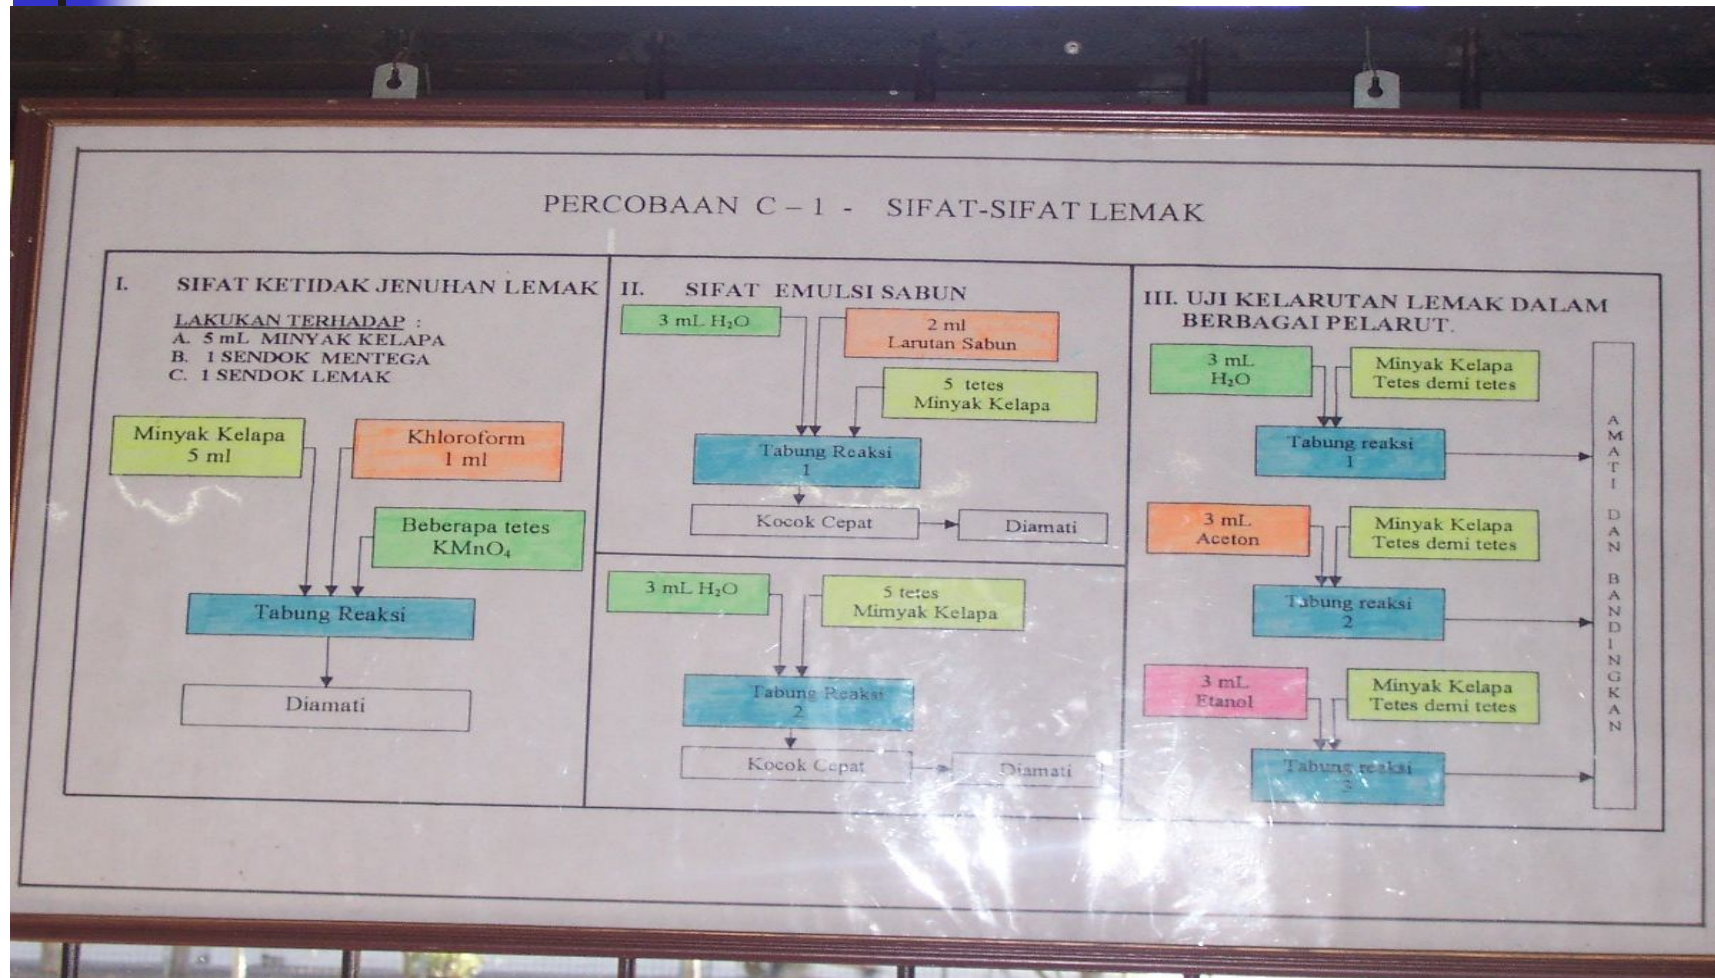 PERCOBAAN C – 1 - SIFAT-SIFAT LEMAK
I. SIFAT KETIDAK JENUHAN LEMAK
LAKUKAN TERHADAP :
A. 5 mL MINYAK KELAPA
B. 1 SENDOK MENTEGA
C. 1 SENDOK LEMAK
Minyak Kelapa
5 ml
Khloroform
1 ml
Beberapa tetes
KMnO₄
Tabung Reaksi
Diamati
II. SIFAT EMULSI SABUN
3 mL H₂O
2 ml
Larutan Sabun
5 tetes
Minyak Kelapa
Tabung Reaksi
1
Kocok Cepat
Diamati
3 mL H₂O
5 tetes
Mimyak Kelapa
Tabung Reaksi
2
Kocok Cepat
Diamati
III. UJI KELARUTAN LEMAK DALAM
BERBAGAI PELARUT.
3 mL
H₂O
Minyak Kelapa
Tetes demi tetes
Tabung reaksi
1
3 mL
Aceton
Minyak Kelapa
Tetes demi tetes
Tabung reaksi
2
3 mL
Etanol
Minyak Kelapa
Tetes demi tetes
Tabung reaksi
3
AMATI DAN BANDINGKAN